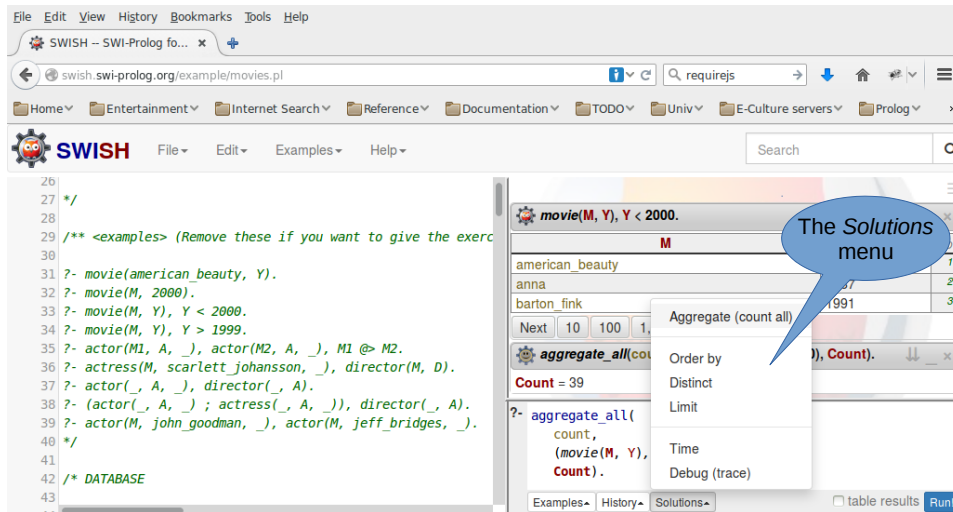 File Edit View History Bookmarks Tools Help
SWISH -- SWI-Prolog fo... ×
swish.swi-prolog.org/example/movies.pl
requirejs
Home Entertainment Internet Search Reference Documentation TODO Univ E-Culture servers Prolog
SWISH File Edit Examples Help
Search
26
27 */
28
29 /** <examples> (Remove these if you want to give the exerc
30
31 ?- movie(american_beauty, Y).
32 ?- movie(M, 2000).
33 ?- movie(M, Y), Y < 2000.
34 ?- movie(M, Y), Y > 1999.
35 ?- actor(M1, A, _), actor(M2, A, _), M1 @> M2.
36 ?- actress(M, scarlett_johansson, _), director(M, D).
37 ?- actor(_, A, _), director(_, A).
38 ?- (actor(_, A, _) ; actress(_, A, _)), director(_, A).
39 ?- actor(M, john_goodman, _), actor(M, jeff_bridges, _).
40 */
41
42 /* DATABASE
43
movie(M, Y), Y < 2000.
M
american_beauty 1
anna 2
barton_fink 1991 3
Next 10 100 1,
aggregate_all(cou ), Count).
Count = 39
?- aggregate_all(
count,
(movie(M, Y),
Count).
Examples History Solutions table results Run!
Aggregate (count all)
Order by
Distinct
Limit
Time
Debug (trace)
The Solutions
menu